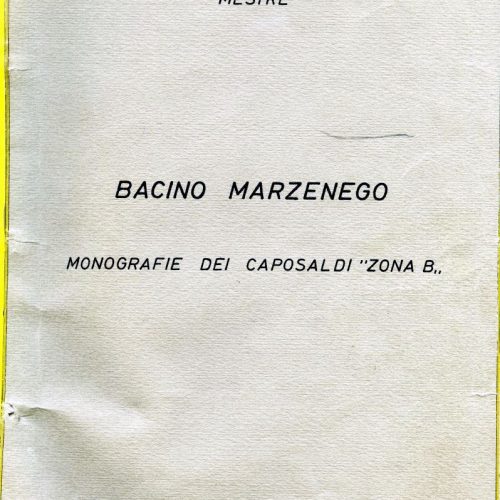 MESTRE
BACINO MARZENEGO
MONOGRAFIE DEI CAPOSALDI "ZONA B„